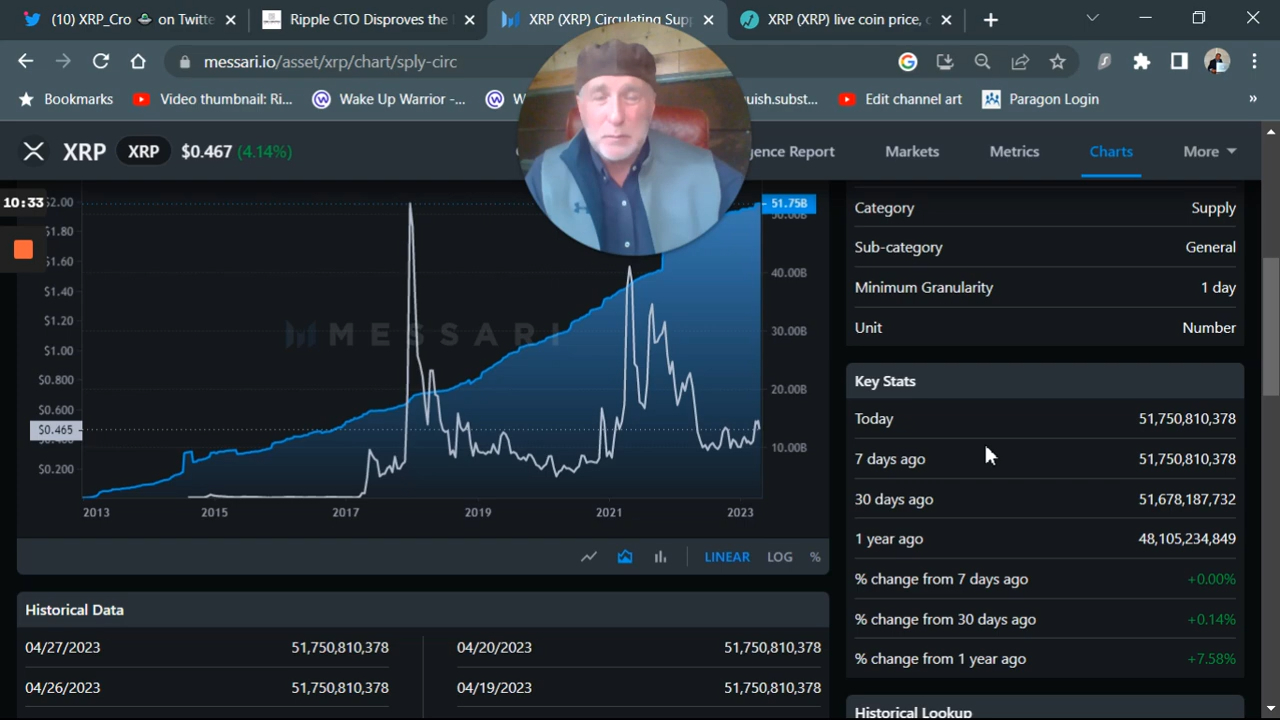 (10) XRP_Cro on Twitte
Ripple CTO Disproves the
XRP (XRP) Circulating Supp
XRP (XRP) live coin price, c
messari.io/asset/xrp/chart/sply-circ
Bookmarks
Video thumbnail: Ri...
Wake Up Warrior -...
W
uish.subst...
Edit channel art
Paragon Login
»
XRP XRP $0.467 (4.14%)
gence Report
Markets
Metrics
Charts
More
10:33
$2.00
$1.80
$1.60
$1.40
$1.20
$1.00
$0.800
$0.600
$0.465
$0.200
MESSARI
51.75B
40.00B
30.00B
20.00B
10.00B
2013 2015 2017 2019 2021 2023
LINEAR LOG %
Category Supply
Sub-category General
Minimum Granularity 1 day
Unit Number
Key Stats
Today 51,750,810,378
7 days ago 51,750,810,378
30 days ago 51,678,187,732
1 year ago 48,105,234,849
% change from 7 days ago +0.00%
% change from 30 days ago +0.14%
% change from 1 year ago +7.58%
Historical Lookup
Historical Data
04/27/2023 51,750,810,378 04/20/2023 51,750,810,378
04/26/2023 51,750,810,378 04/19/2023 51,750,810,378